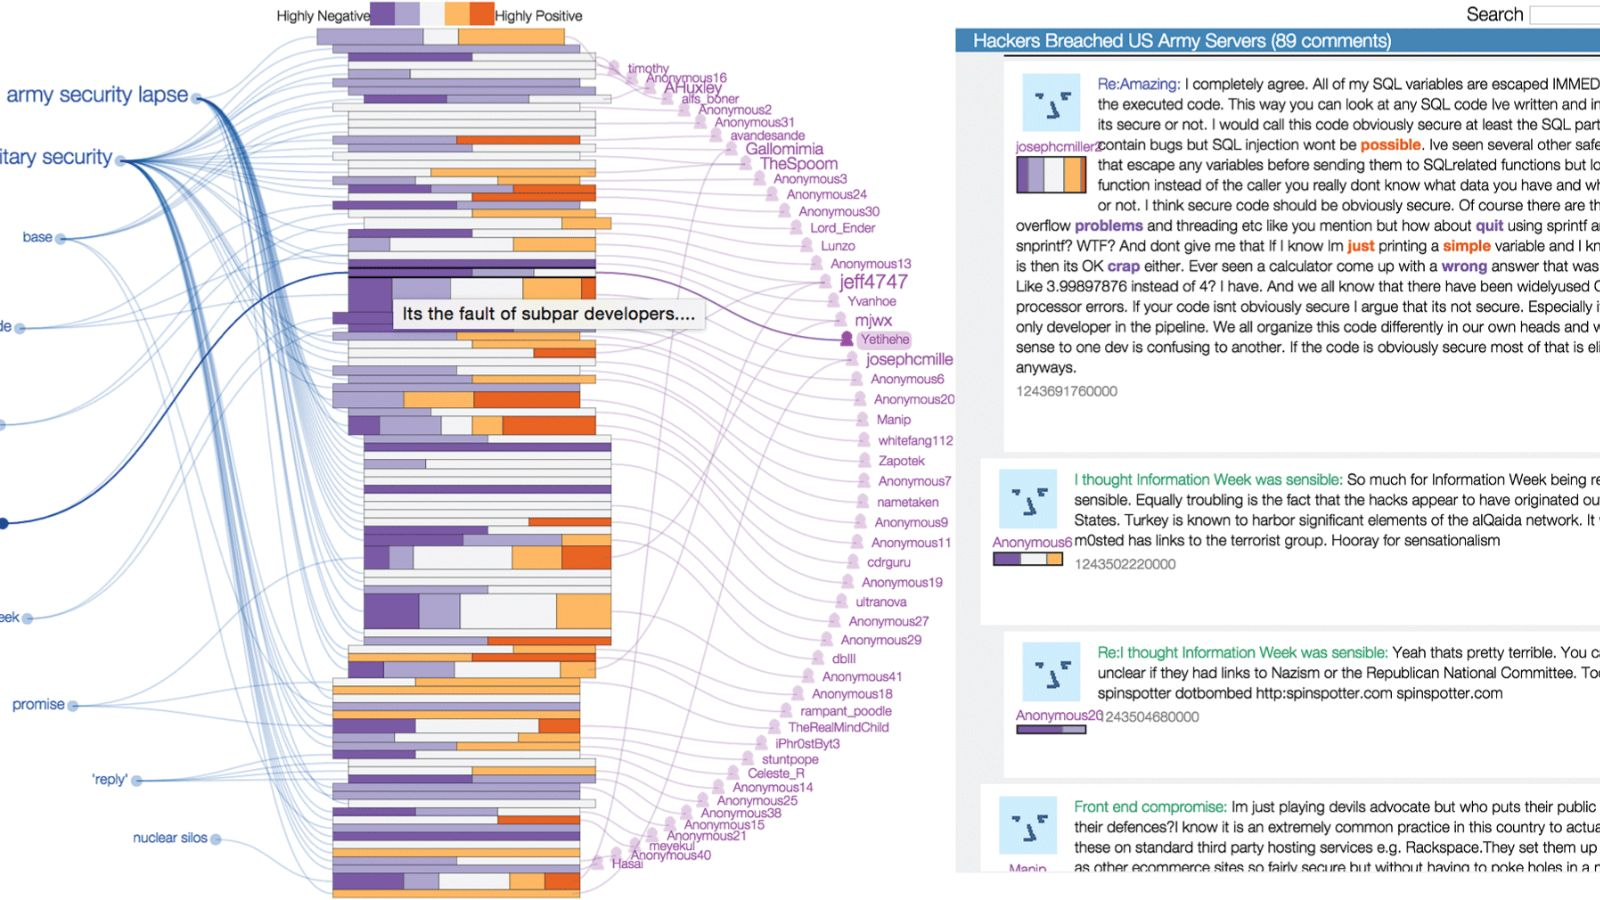 Highly Negative
Highly Positive
army security lapse
itary security
base
de
eek
promise
'reply'
nuclear silos
Its the fault of subpar developers....
timothy
Anonymous16
AHuxley
alfs_boner
Anonymous2
Anonymous31
avandesande
Gallomimia
TheSpoom
Anonymous3
Anonymous24
Anonymous30
Lord_Ender
Lunzo
Anonymous13
jeff4747
Yvanhoe
mjwx
Yetihehe
josephcmille
Anonymous6
Anonymous20
Manip
whitefang112
Zapotek
Anonymous7
nametaken
Anonymous9
Anonymous11
cdrguru
Anonymous19
ultranova
Anonymous27
Anonymous29
dblll
Anonymous41
Anonymous18
rampant_poodle
TheRealMindChild
iPhr0stByt3
stuntpope
Celeste_R
Anonymous14
Anonymous25
Anonymous38
Anonymous15
Anonymous21
meyekul
Anonymous40
Hasai
Search
Hackers Breached US Army Servers (89 comments)
Re:Amazing: I completely agree. All of my SQL variables are escaped IMMED
the executed code. This way you can look at any SQL code Ive written and in
its secure or not. I would call this code obviously secure at least the SQL part
josephcmiller2
contain bugs but SQL injection wont be possible. Ive seen several other safe
that escape any variables before sending them to SQLrelated functions but lo
function instead of the caller you really dont know what data you have and wh
or not. I think secure code should be obviously secure. Of course there are th
overflow problems and threading etc like you mention but how about quit using sprintf a
snprintf? WTF? And dont give me that If I know Im just printing a simple variable and I kn
is then its OK crap either. Ever seen a calculator come up with a wrong answer that was
Like 3.99897876 instead of 4? I have. And we all know that there have been widelyused C
processor errors. If your code isnt obviously secure I argue that its not secure. Especially i
only developer in the pipeline. We all organize this code differently in our own heads and w
sense to one dev is confusing to another. If the code is obviously secure most of that is eli
anyways.
1243691760000
I thought Information Week was sensible: So much for Information Week being re
sensible. Equally troubling is the fact that the hacks appear to have originated ou
States. Turkey is known to harbor significant elements of the alQaida network. It
Anonymous6
m0sted has links to the terrorist group. Hooray for sensationalism
1243502220000
Re:I thought Information Week was sensible: Yeah thats pretty terrible. You ca
unclear if they had links to Nazism or the Republican National Committee. Too
spinspotter dotbombed http:spinspotter.com spinspotter.com
Anonymous20
1243504680000
Front end compromise: Im just playing devils advocate but who puts their public
their defences?I know it is an extremely common practice in this country to actua
these on standard third party hosting services e.g. Rackspace.They set them up
Manip
as other ecommerce sites so fairly secure but without having to poke holes in a